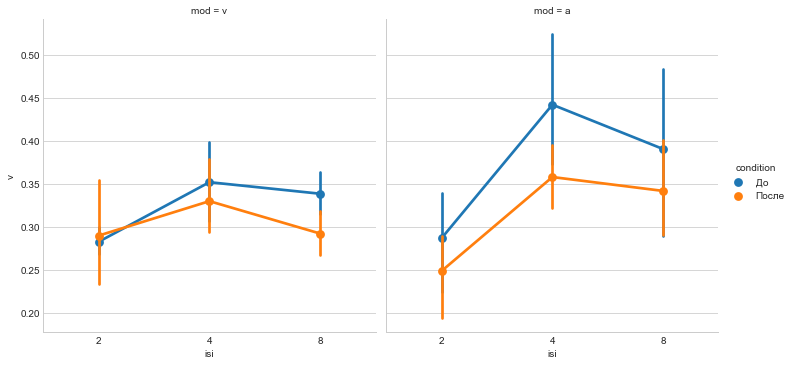 mod = v
mod = a
0.50
0.45
0.40
0.35
0.30
0.25
0.20
v
2
4
8
isi
2
4
8
isi
condition
До
После